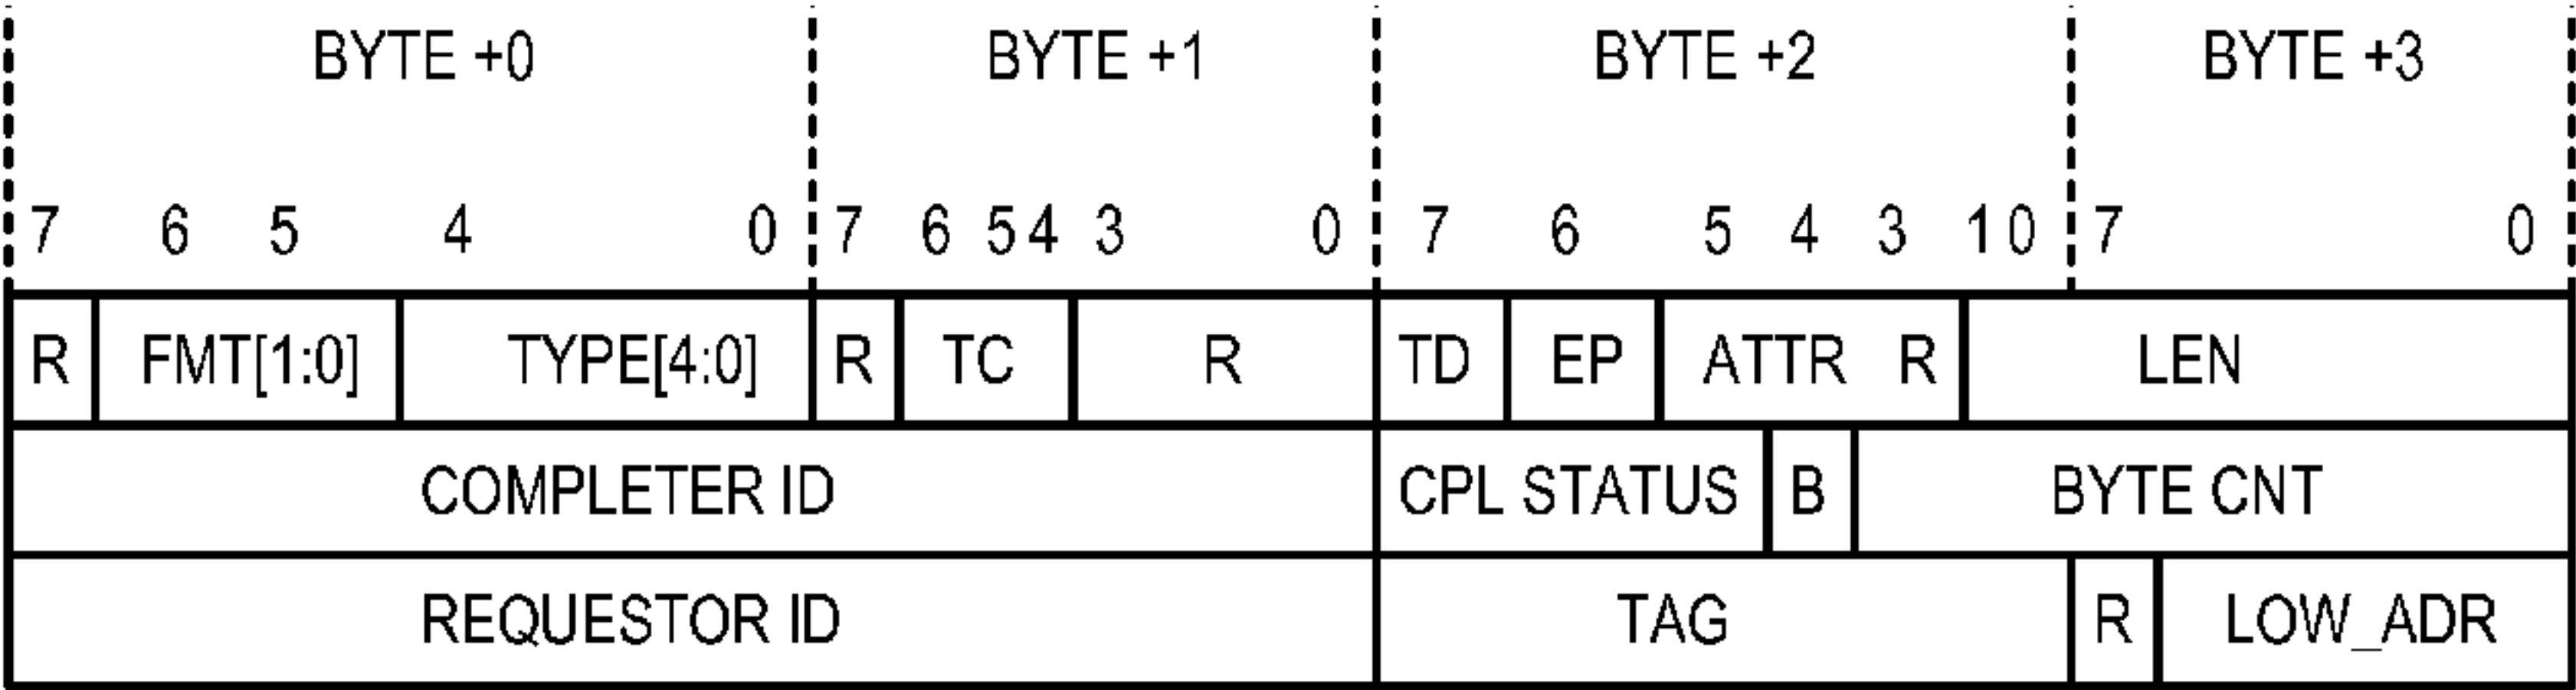 BYTE +0 BYTE +1 BYTE +2 BYTE +3
7 6 5 4 0 7 6 5 4 3 0 7 6 5 4 3 1 0 7 0
R FMT[1:0] TYPE[4:0] R TC R TD EP ATTR R LEN
COMPLETER ID CPL STATUS B BYTE CNT
REQUESTOR ID TAG R LOW_ADR